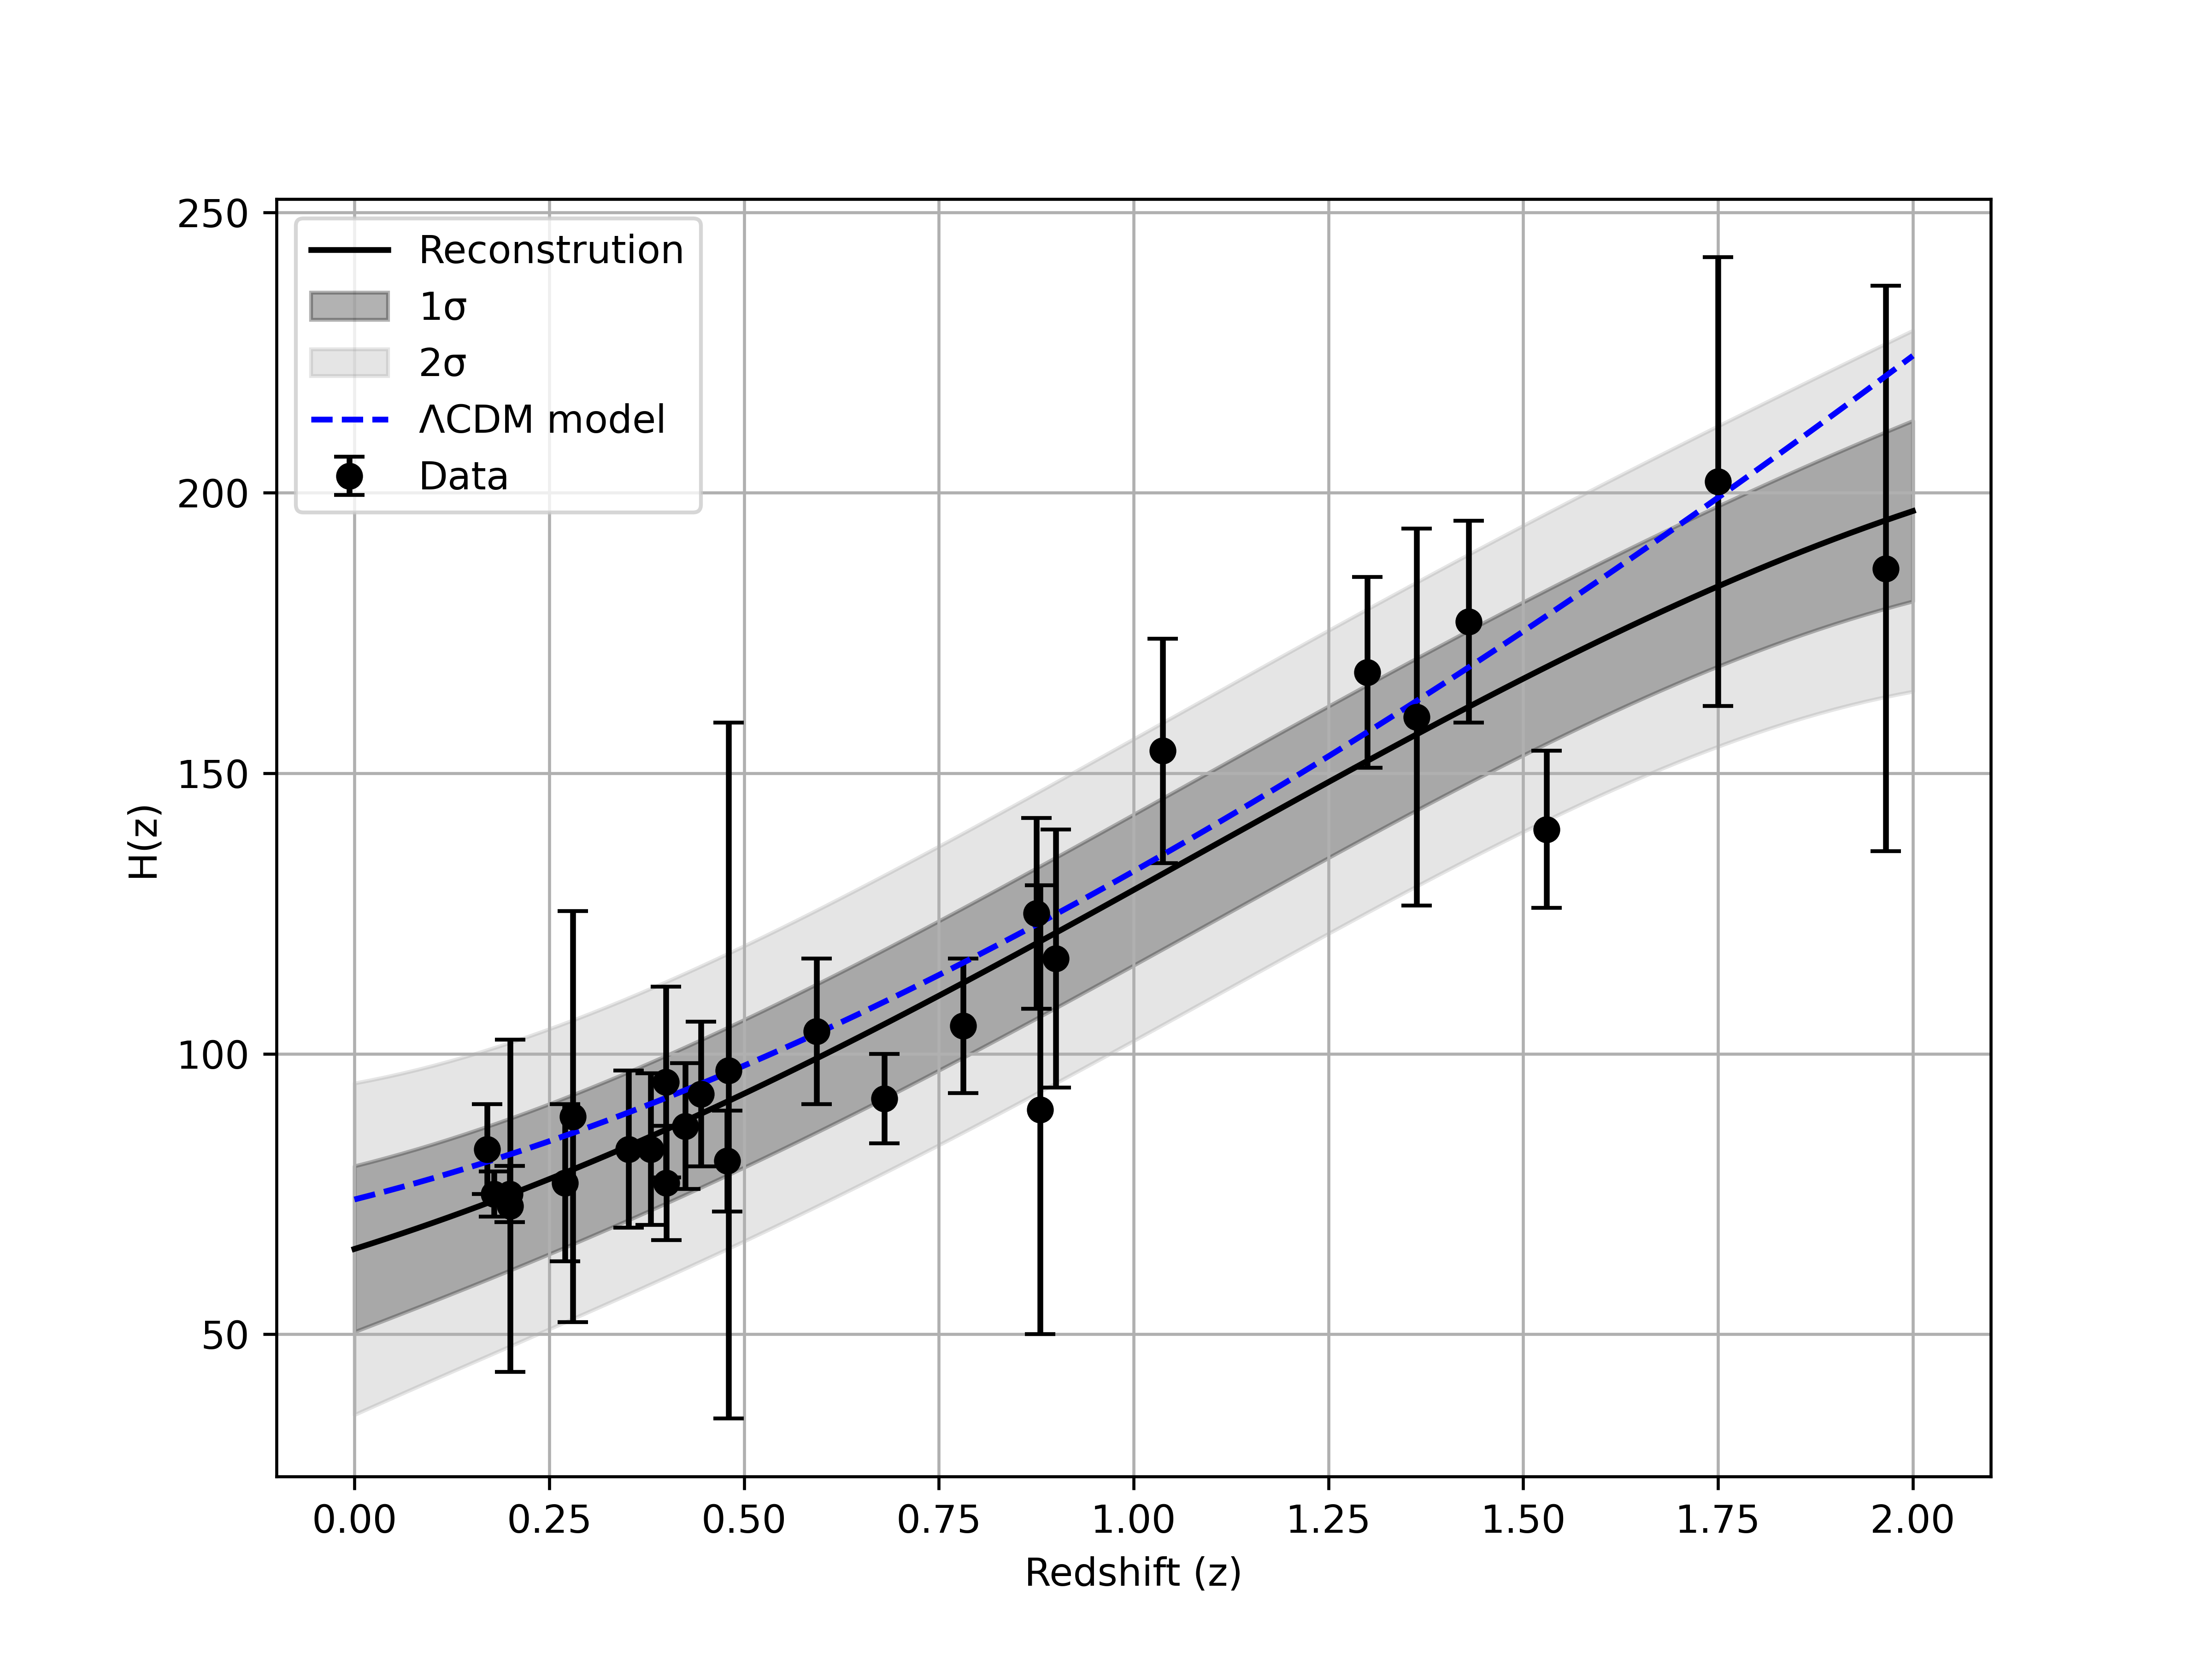 250
200
150
100
50
H(z)
Reconstrution
1σ
2σ
ΛCDM model
Data
0.00 0.25 0.50 0.75 1.00 1.25 1.50 1.75 2.00
Redshift (z)